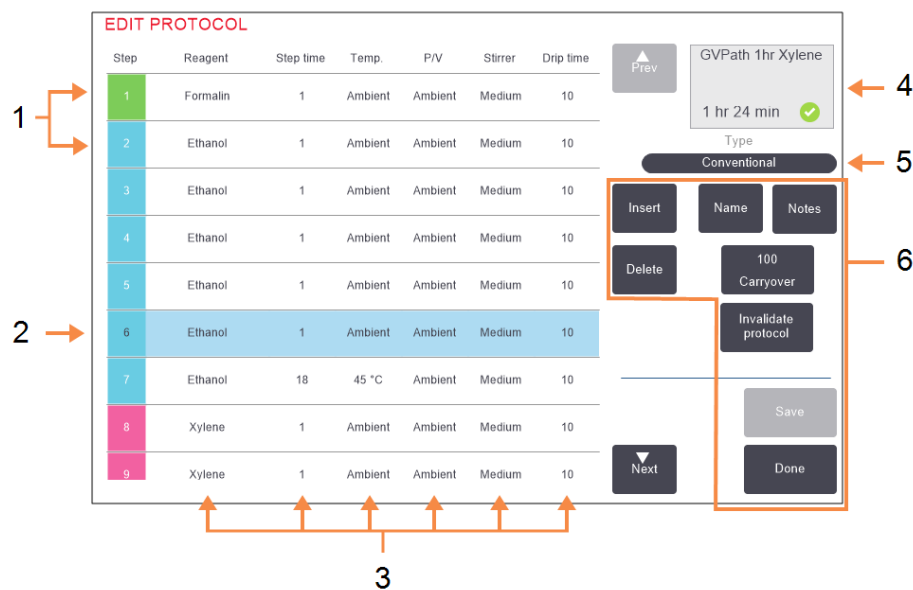 EDIT PROTOCOL
Step Reagent Step time Temp. P/V Stirrer Drip time
1 Formalin 1 Ambient Ambient Medium 10
2 Ethanol 1 Ambient Ambient Medium 10
3 Ethanol 1 Ambient Ambient Medium 10
4 Ethanol 1 Ambient Ambient Medium 10
5 Ethanol 1 Ambient Ambient Medium 10
6 Ethanol 1 Ambient Ambient Medium 10
7 Ethanol 18 45 °C Ambient Medium 10
8 Xylene 1 Ambient Ambient Medium 10
9 Xylene 1 Ambient Ambient Medium 10
Prev
GVPath 1hr Xylene
1 hr 24 min
Type
Conventional
Insert
Name
Notes
Delete
100
Carryover
Invalidate
protocol
Save
Next
Done
1
2
3
4
5
6